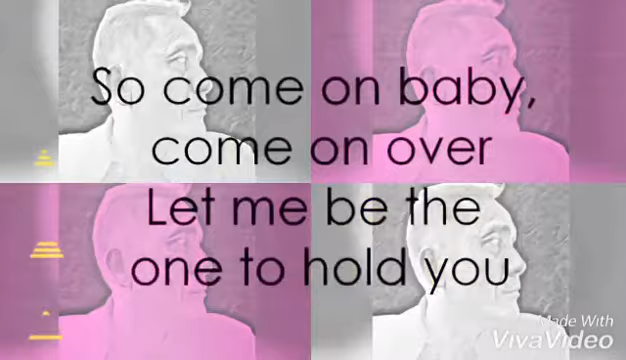 So come on baby,
come on over
Let me be the
one to hold you
Made With
VivaVideo